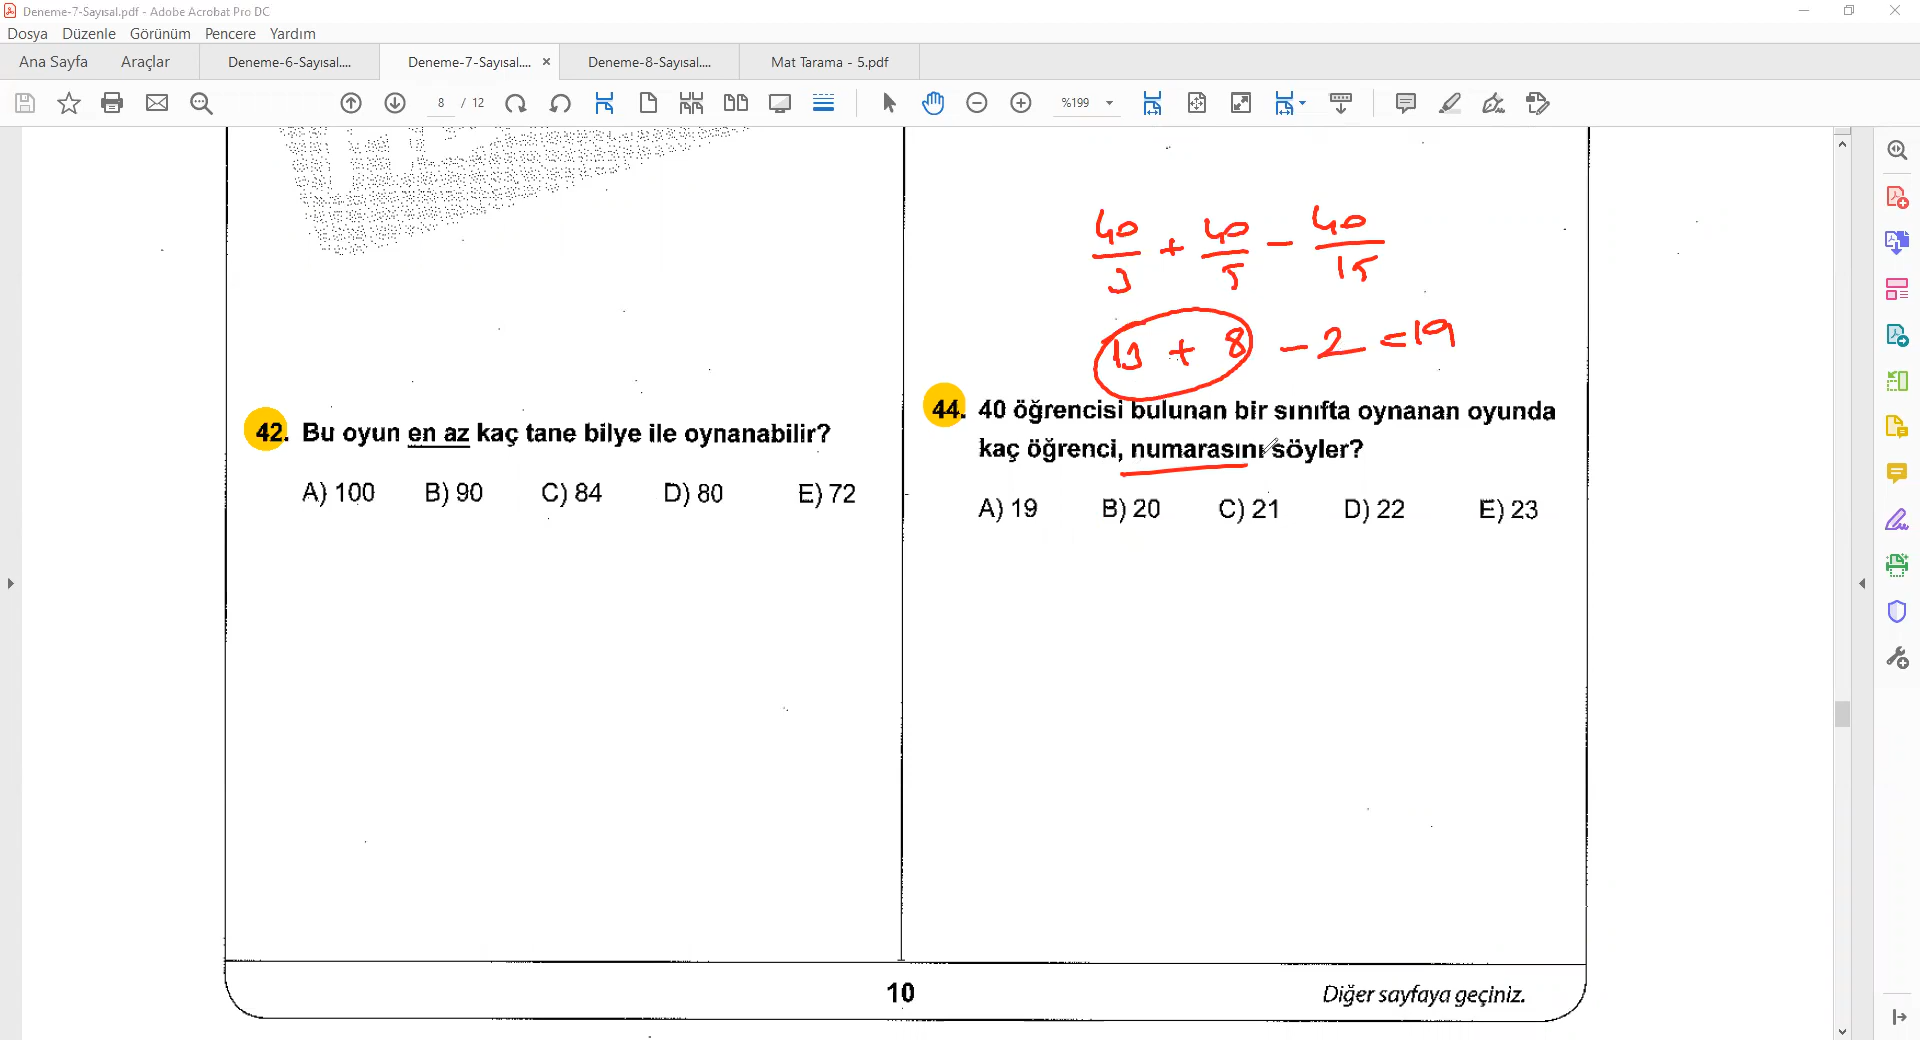 Deneme-7-Sayısal.pdf - Adobe Acrobat Pro DC
Dosya Düzenle Görünüm Pencere Yardım
Ana Sayfa Araçlar Deneme-6-Sayısal.... Deneme-7-Sayısal.... × Deneme-8-Sayısal.... Mat Tarama - 5.pdf
8 / 12 %199
42. Bu oyun en az kaç tane bilye ile oynanabilir?
A) 100 B) 90 C) 84 D) 80 E) 72
40/3 + 40/5 - 40/15
13 + 8 - 2 = 19
44. 40 öğrencisi bulunan bir sınıfta oynanan oyunda
kaç öğrenci, numarasını söyler?
A) 19 B) 20 C) 21 D) 22 E) 23
10
Diğer sayfaya geçiniz.